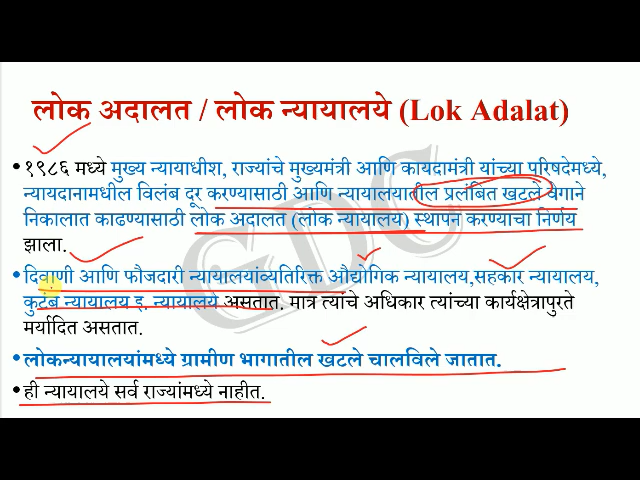 लोक अदालत / लोक न्यायालये (Lok Adalat)
• १९८६ मध्ये मुख्य न्यायाधीश, राज्यांचे मुख्यमंत्री आणि कायदामंत्री यांच्या परिषदेमध्ये,
न्यायदानामधील विलंब दूर करण्यासाठी आणि न्यायालयातील प्रलंबित खटले वेगाने
निकालात काढण्यासाठी लोक अदालत (लोक न्यायालय) स्थापन करण्याचा निर्णय
झाला.
• दिवाणी आणि फौजदारी न्यायालयांव्यतिरिक्त औद्योगिक न्यायालय,सहकार न्यायालय,
कुटुंब न्यायालय इ. न्यायालये असतात. मात्र त्यांचे अधिकार त्यांच्या कार्यक्षेत्रापुरते
मर्यादित असतात.
• लोकन्यायालयांमध्ये ग्रामीण भागातील खटले चालविले जातात.
• ही न्यायालये सर्व राज्यांमध्ये नाहीत.
GDC